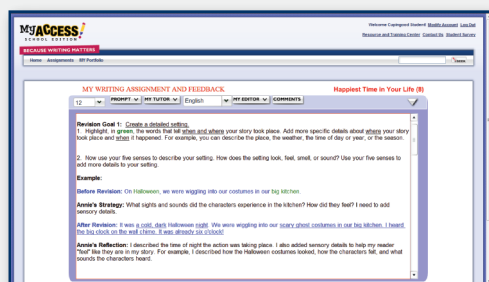 Welcome Copingood Student! Modify Account Log Out
MY ACCESS!
SCHOOL EDITION
Resource and Training Center Contact Us Student Survey
BECAUSE WRITING MATTERS
Home Assignments MY Portfolio
MY WRITING ASSIGNMENT AND FEEDBACK Happiest Time in Your Life (8)
12 PROMPT MY TUTOR English MY EDITOR COMMENTS
Revision Goal 1: Create a detailed setting.
1. Highlight, in green, the words that tell when and where your story took place. Add more specific details about where your story
took place and when it happened. For example, you can describe the place, the weather, the time of day or year, or the season.
2. Now use your five senses to describe your setting. How does the setting look, feel, smell, or sound? Use your five senses to
add more details to your setting.
Example:
Before Revision: On Halloween, we were wiggling into our costumes in our big kitchen.
Annie's Strategy: What sights and sounds did the characters experience in the kitchen? How did they feel? I need to add
sensory details.
After Revision: It was a cold, dark Halloween night. We were wiggling into our scary ghost costumes in our big kitchen. I heard
the big clock on the wall chime. It was already six o'clock!
Annie's Reflection: I described the time of night the action was taking place. I also added sensory details to help my reader
"feel" like they are in my story. For example, I described how the Halloween costumes looked, how the characters felt, and what
sounds the characters heard.